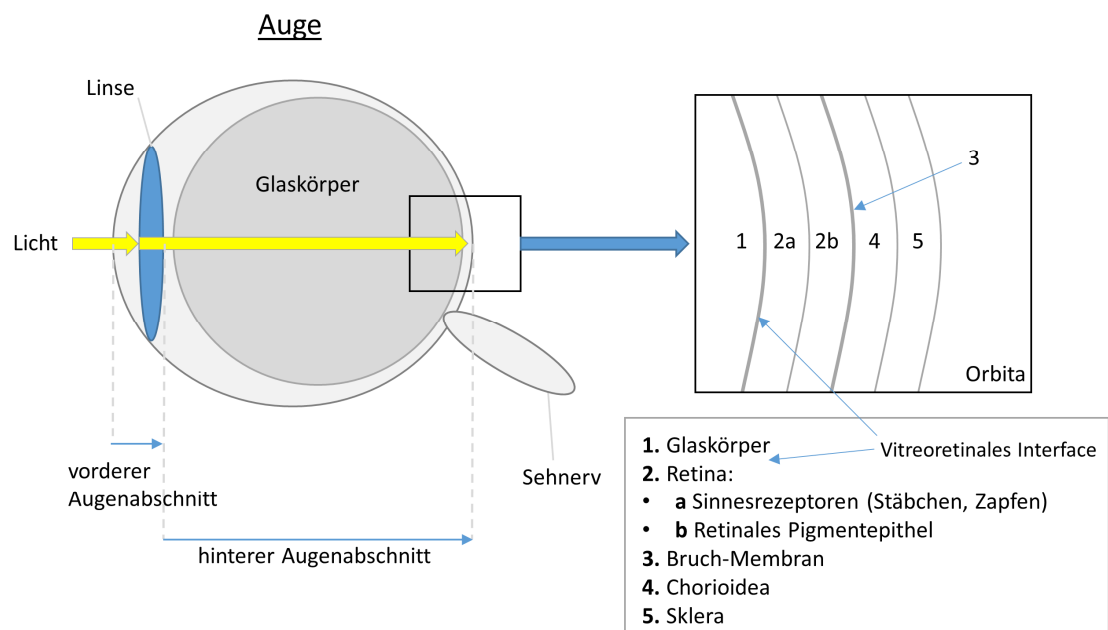 Auge
Linse
Glaskörper
Licht
vorderer
Augenabschnitt
hinterer Augenabschnitt
Sehnerv
3
1 2a 2b 4 5
Orbita
1. Glaskörper
Vitreoretinales Interface
2. Retina:
• a Sinnesrezeptoren (Stäbchen, Zapfen)
• b Retinales Pigmentepithel
3. Bruch-Membran
4. Chorioidea
5. Sklera